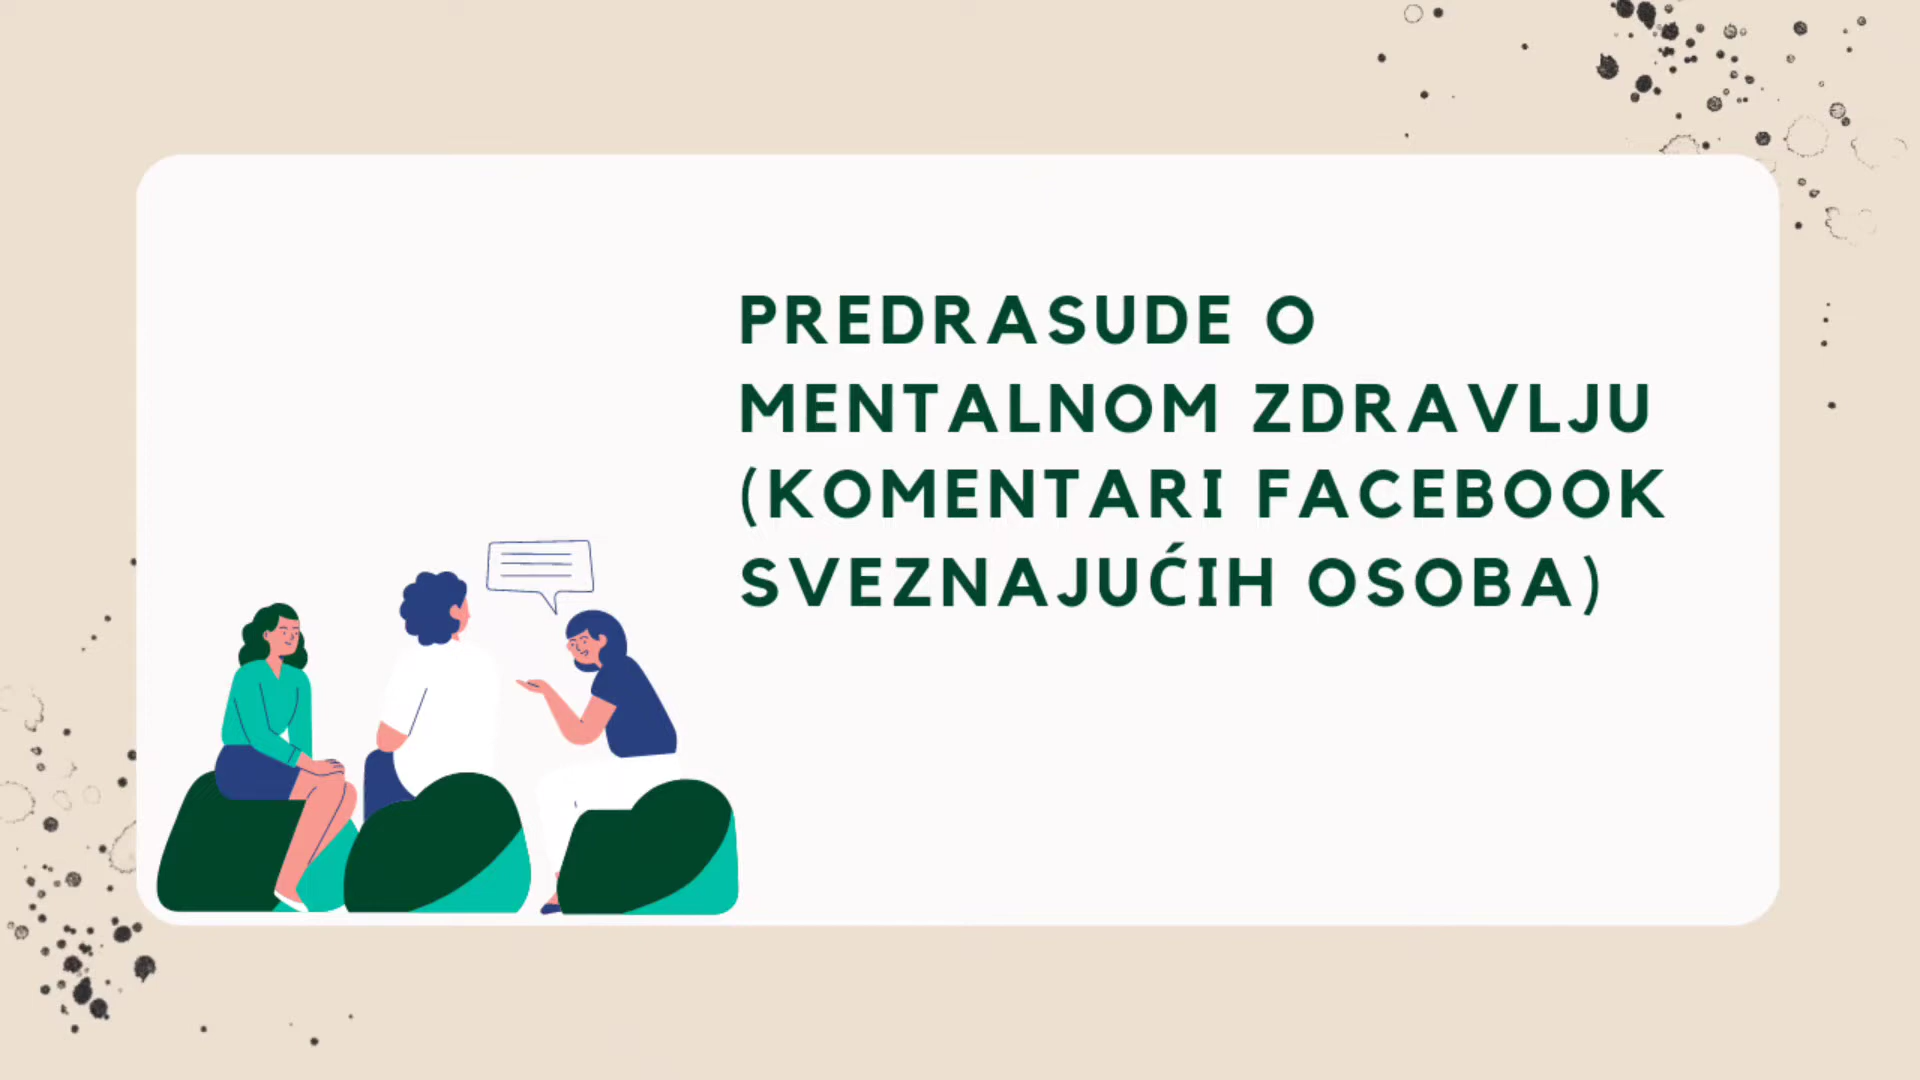 PREDRASUDE O
MENTALNOM ZDRAVLJU
(KOMENTARI FACEBOOK
SVEZNAJUĆIH OSOBA)